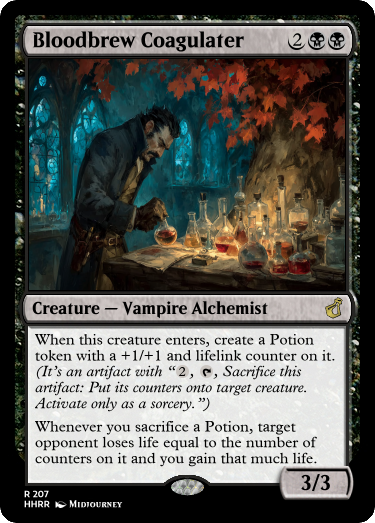 Bloodbrew Coagulater 2
Creature — Vampire Alchemist
When this creature enters, create a Potion
token with a +1/+1 and lifelink counter on it.
(It's an artifact with “2, T, Sacrifice this
artifact: Put its counters onto target creature.
Activate only as a sorcery.”)
Whenever you sacrifice a Potion, target
opponent loses life equal to the number of
counters on it and you gain that much life.
3/3
R 207
HHRR Midjourney